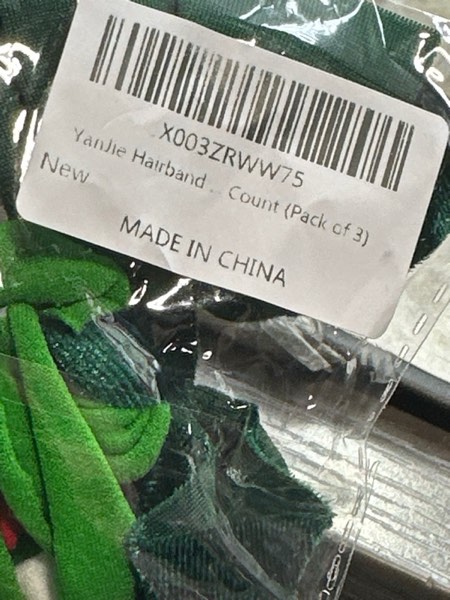 X003ZRWW75
YanJie Hairband ... Count (Pack of 3)
New
MADE IN CHINA